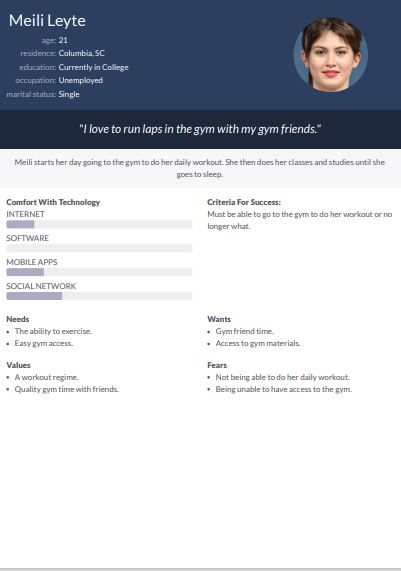 Meili Leyte
age: 21
residence: Columbia, SC
education: Currently in College
occupation: Unemployed
marital status: Single
"I love to run laps in the gym with my gym friends."
Meili starts her day going to the gym to do her daily workout. She then does her classes and studies until she
goes to sleep.
Comfort With Technology
INTERNET
SOFTWARE
MOBILE APPS
SOCIAL NETWORK
Criteria For Success:
Must be able to go to the gym to do her workout or no
longer what.
Needs
• The ability to exercise.
• Easy gym access.
Wants
• Gym friend time.
• Access to gym materials.
Values
• A workout regime.
• Quality gym time with friends.
Fears
• Not being able to do her daily workout.
• Being unable to have access to the gym.